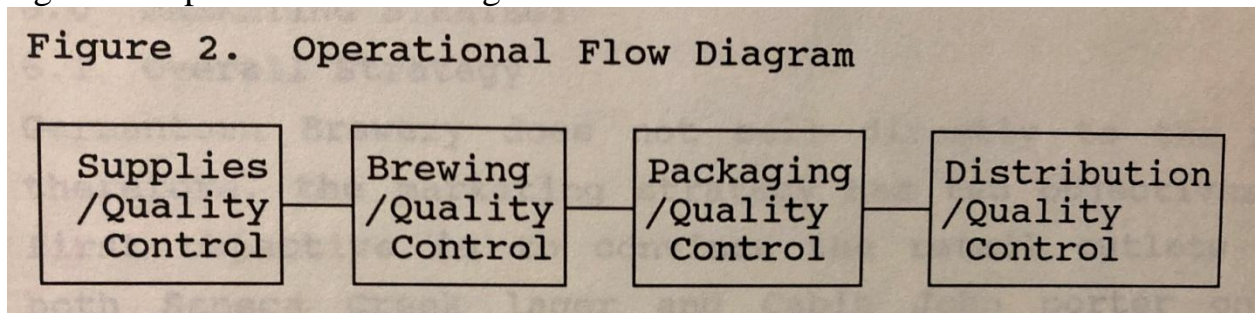 Figure 2. Operational Flow Diagram
Supplies
/Quality
Control
Brewing
/Quality
Control
Packaging
/Quality
Control
Distribution
/Quality
Control